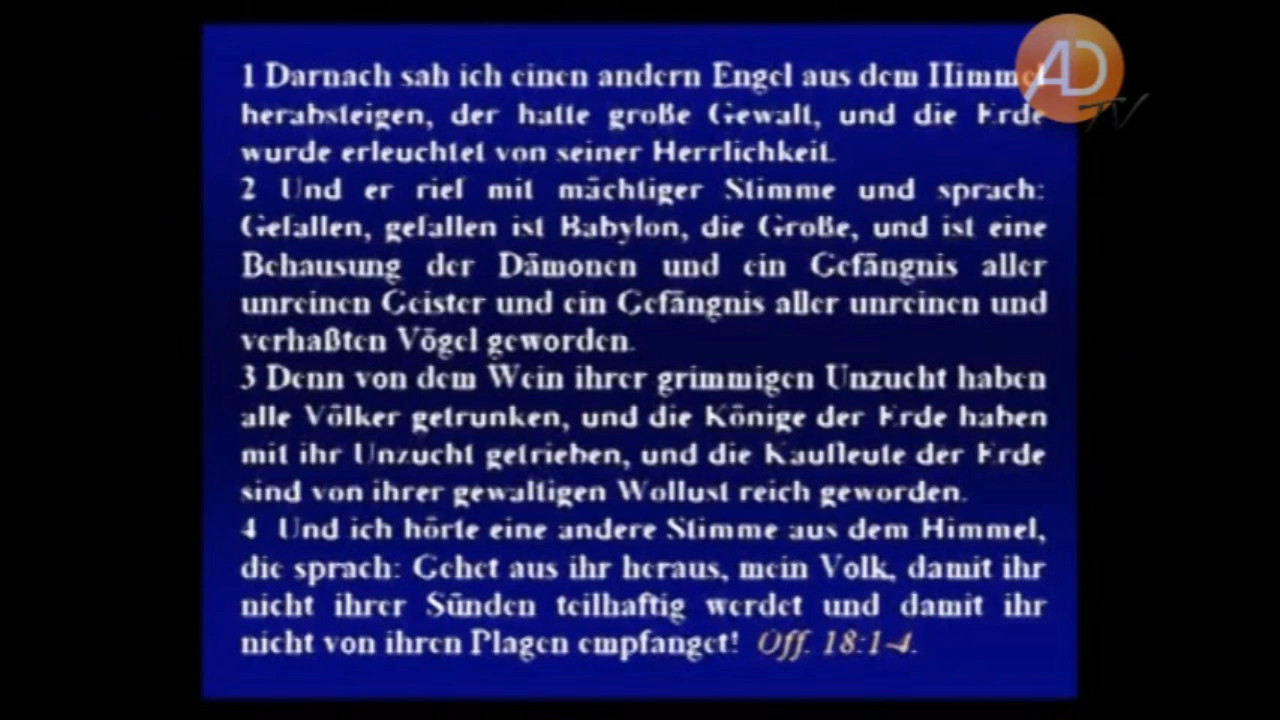 1 Darnach sah ich einen andern Engel aus dem Himmel
herabsteigen, der hatte große Gewalt, und die Erde
wurde erleuchtet von seiner Herrlichkeit.
2 Und er rief mit mächtiger Stimme und sprach:
Gefallen, gefallen ist Babylon, die Große, und ist eine
Behausung der Dämonen und ein Gefängnis aller
unreinen Geister und ein Gefängnis aller unreinen und
verhaßten Vögel geworden.
3 Denn von dem Wein ihrer grimmigen Unzucht haben
alle Völker getrunken, und die Könige der Erde haben
mit ihr Unzucht getrieben, und die Kaufleute der Erde
sind von ihrer gewaltigen Wollust reich geworden.
4 Und ich hörte eine andere Stimme aus dem Himmel,
die sprach: Gehet aus ihr heraus, mein Volk, damit ihr
nicht ihrer Sünden teilhaftig werdet und damit ihr
nicht von ihren Plagen empfanget! Off. 18:1-4.
AD
TV